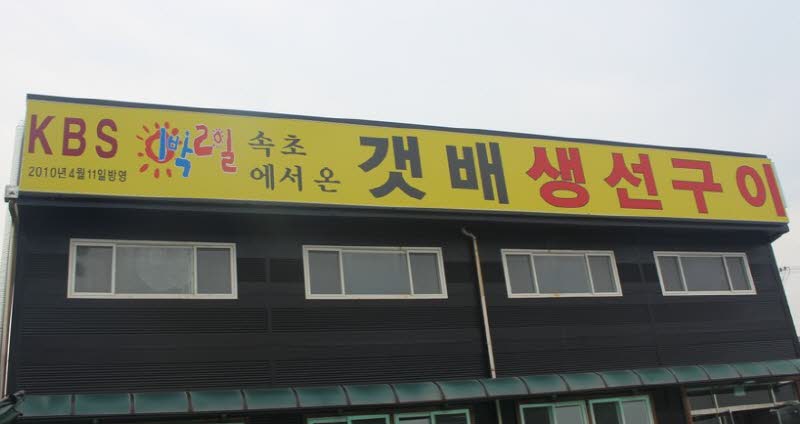 KBS 1박2일
2010년 4월 11일방영
속초
에서 온
갯배 생선구이